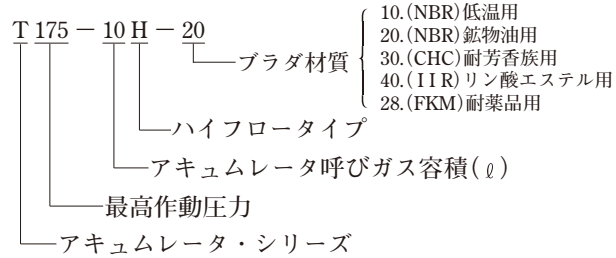 T 175 − 10 H − 20
ブラダ材質
10.(NBR)低温用
20.(NBR)鉱物油用
30.(CHC)耐芳香族用
40.(IIR)リン酸エステル用
28.(FKM)耐薬品用
ハイフロータイプ
アキュムレータ呼びガス容積(ℓ)
最高作動圧力
アキュムレータ・シリーズ